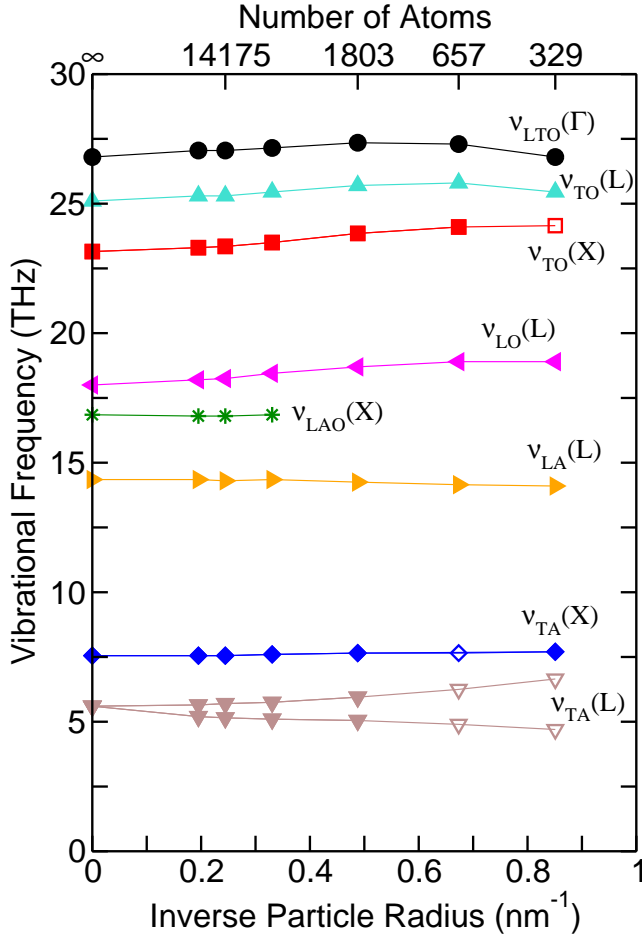 Number of Atoms
∞ 14175 1803 657 329
30
ν_LTO(Γ)
ν_TO(L)
25
ν_TO(X)
20
ν_LO(L)
ν_LAO(X)
15
ν_LA(L)
10
ν_TA(X)
5
ν_TA(L)
0
0 0.2 0.4 0.6 0.8 1
Inverse Particle Radius (nm⁻¹)
Vibrational Frequency (THz)